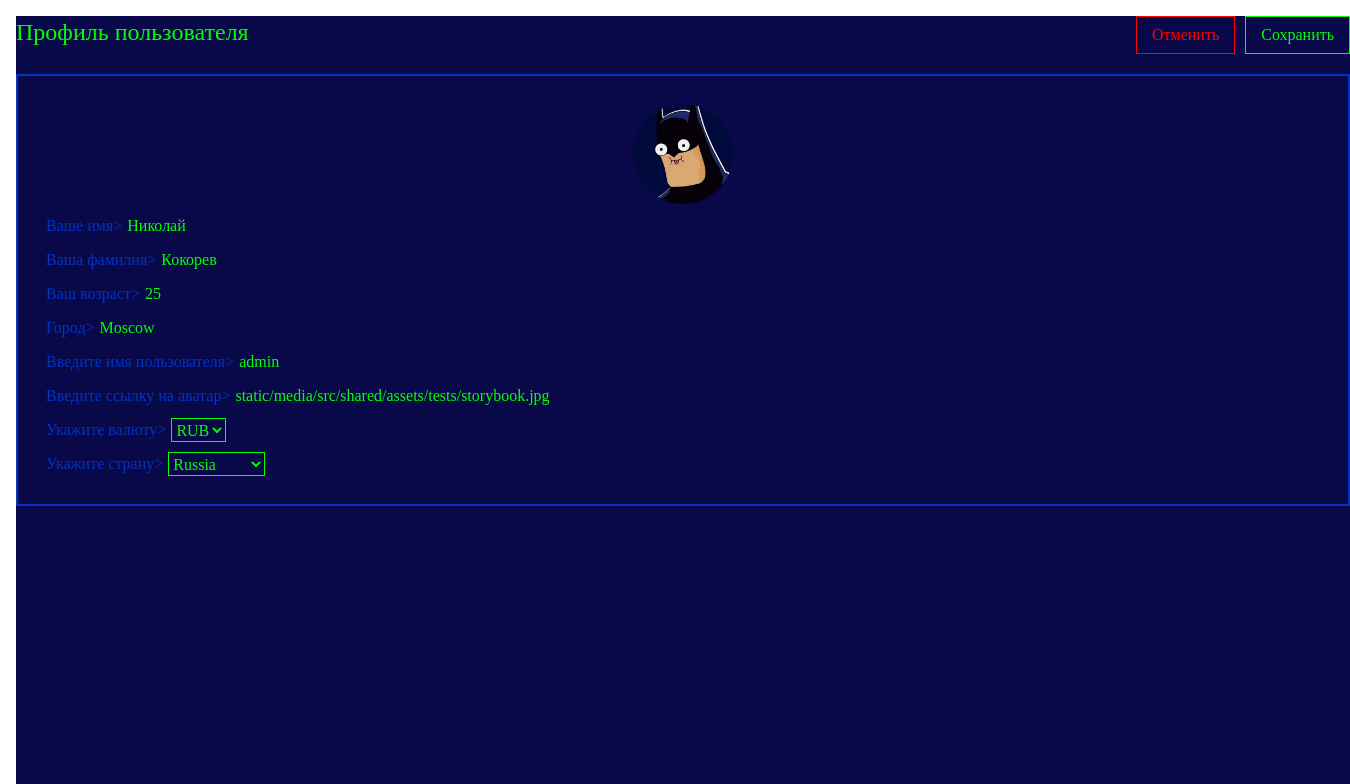 Профиль пользователя
Отменить
Сохранить
Ваше имя> Николай
Ваша фамилия> Кокорев
Ваш возраст> 25
Город> Moscow
Введите имя пользователя> admin
Введите ссылку на аватар> static/media/src/shared/assets/tests/storybook.jpg
Укажите валюту> RUB
Укажите страну> Russia